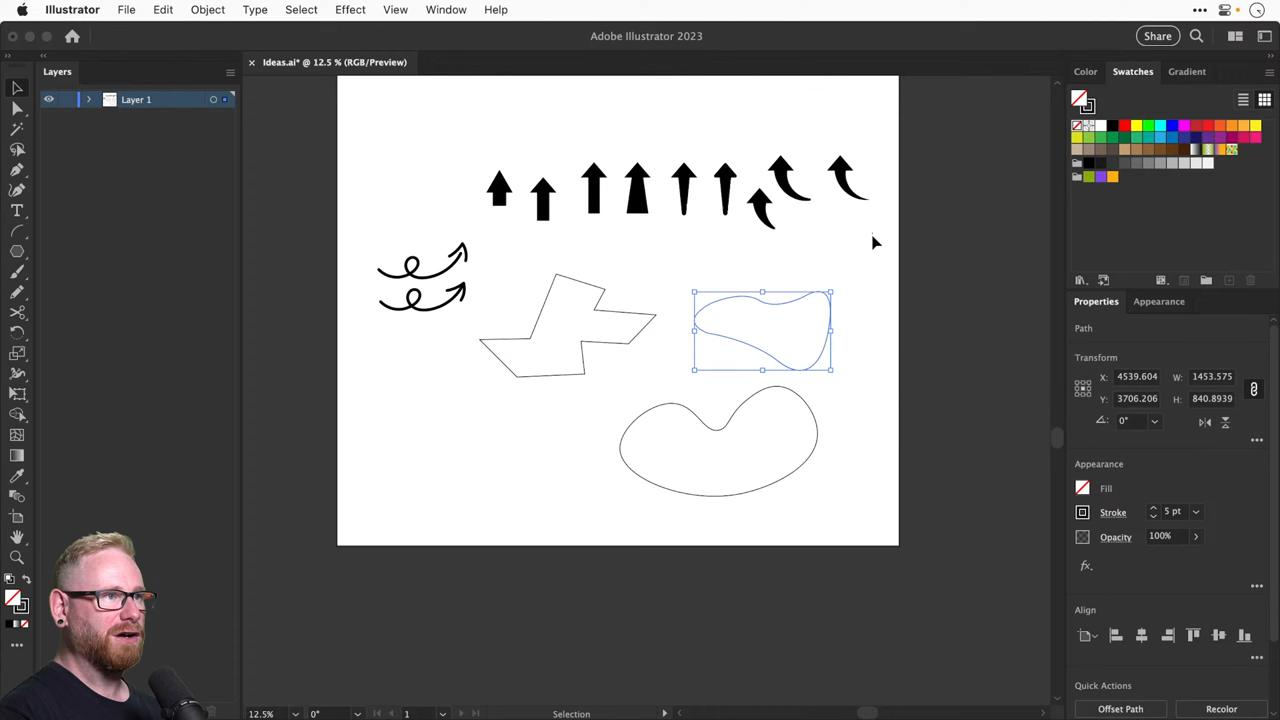 Illustrator File Edit Object Type Select Effect View Window Help
Adobe Illustrator 2023
Share
Layers
× Ideas.ai* @ 12.5 % (RGB/Preview)
Color Swatches Gradient
Layer 1
Properties Appearance
Path
Transform
X: 4539.604 W: 1453.575
Y: 3706.206 H: 840.8939
0°
Appearance
Fill
Stroke 5 pt
Opacity 100%
fx.
Align
Quick Actions
Offset Path Recolor
12.5% 0° 1 Selection